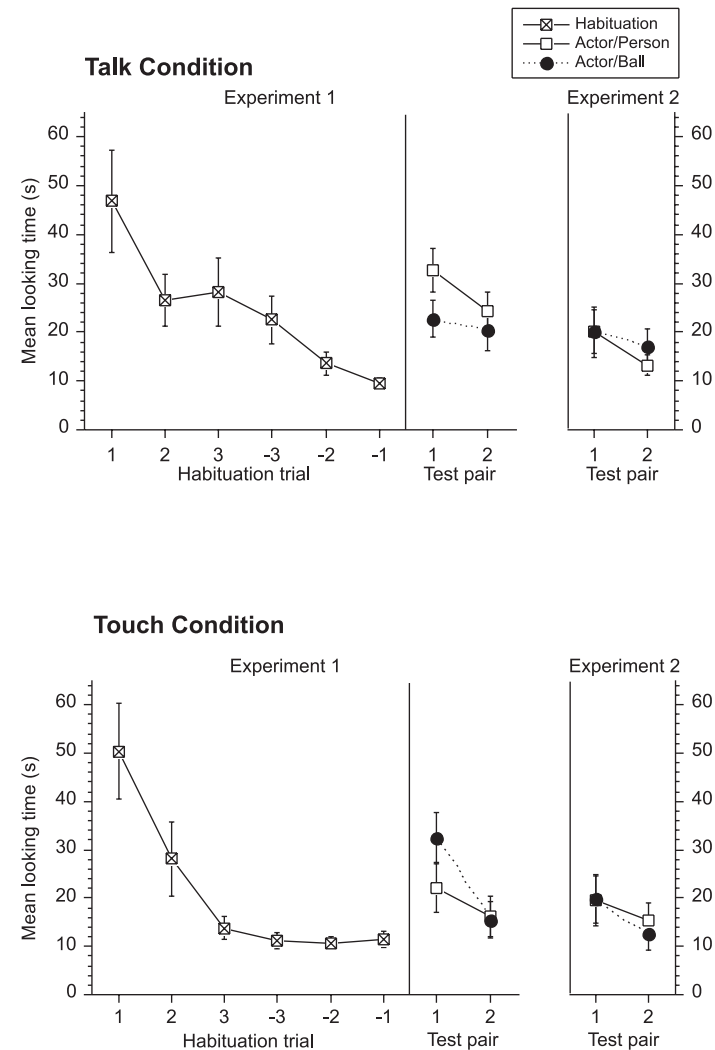 Habituation
Actor/Person
Actor/Ball
Talk Condition
Experiment 1
Experiment 2
Mean looking time (s)
60
50
40
30
20
10
0
60
50
40
30
20
10
0
1 2 3 -3 -2 -1 1 2 1 2
Habituation trial Test pair Test pair
Touch Condition
Experiment 1
Experiment 2
Mean looking time (s)
60
50
40
30
20
10
0
60
50
40
30
20
10
0
1 2 3 -3 -2 -1 1 2 1 2
Habituation trial Test pair Test pair